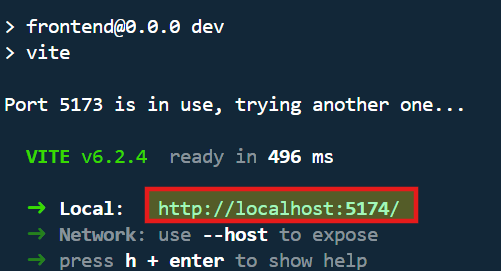 > frontend@0.0.0 dev
> vite
Port 5173 is in use, trying another one...
VITE v6.2.4 ready in 496 ms
➜ Local: http://localhost:5174/
➜ Network: use --host to expose
➜ press h + enter to show help